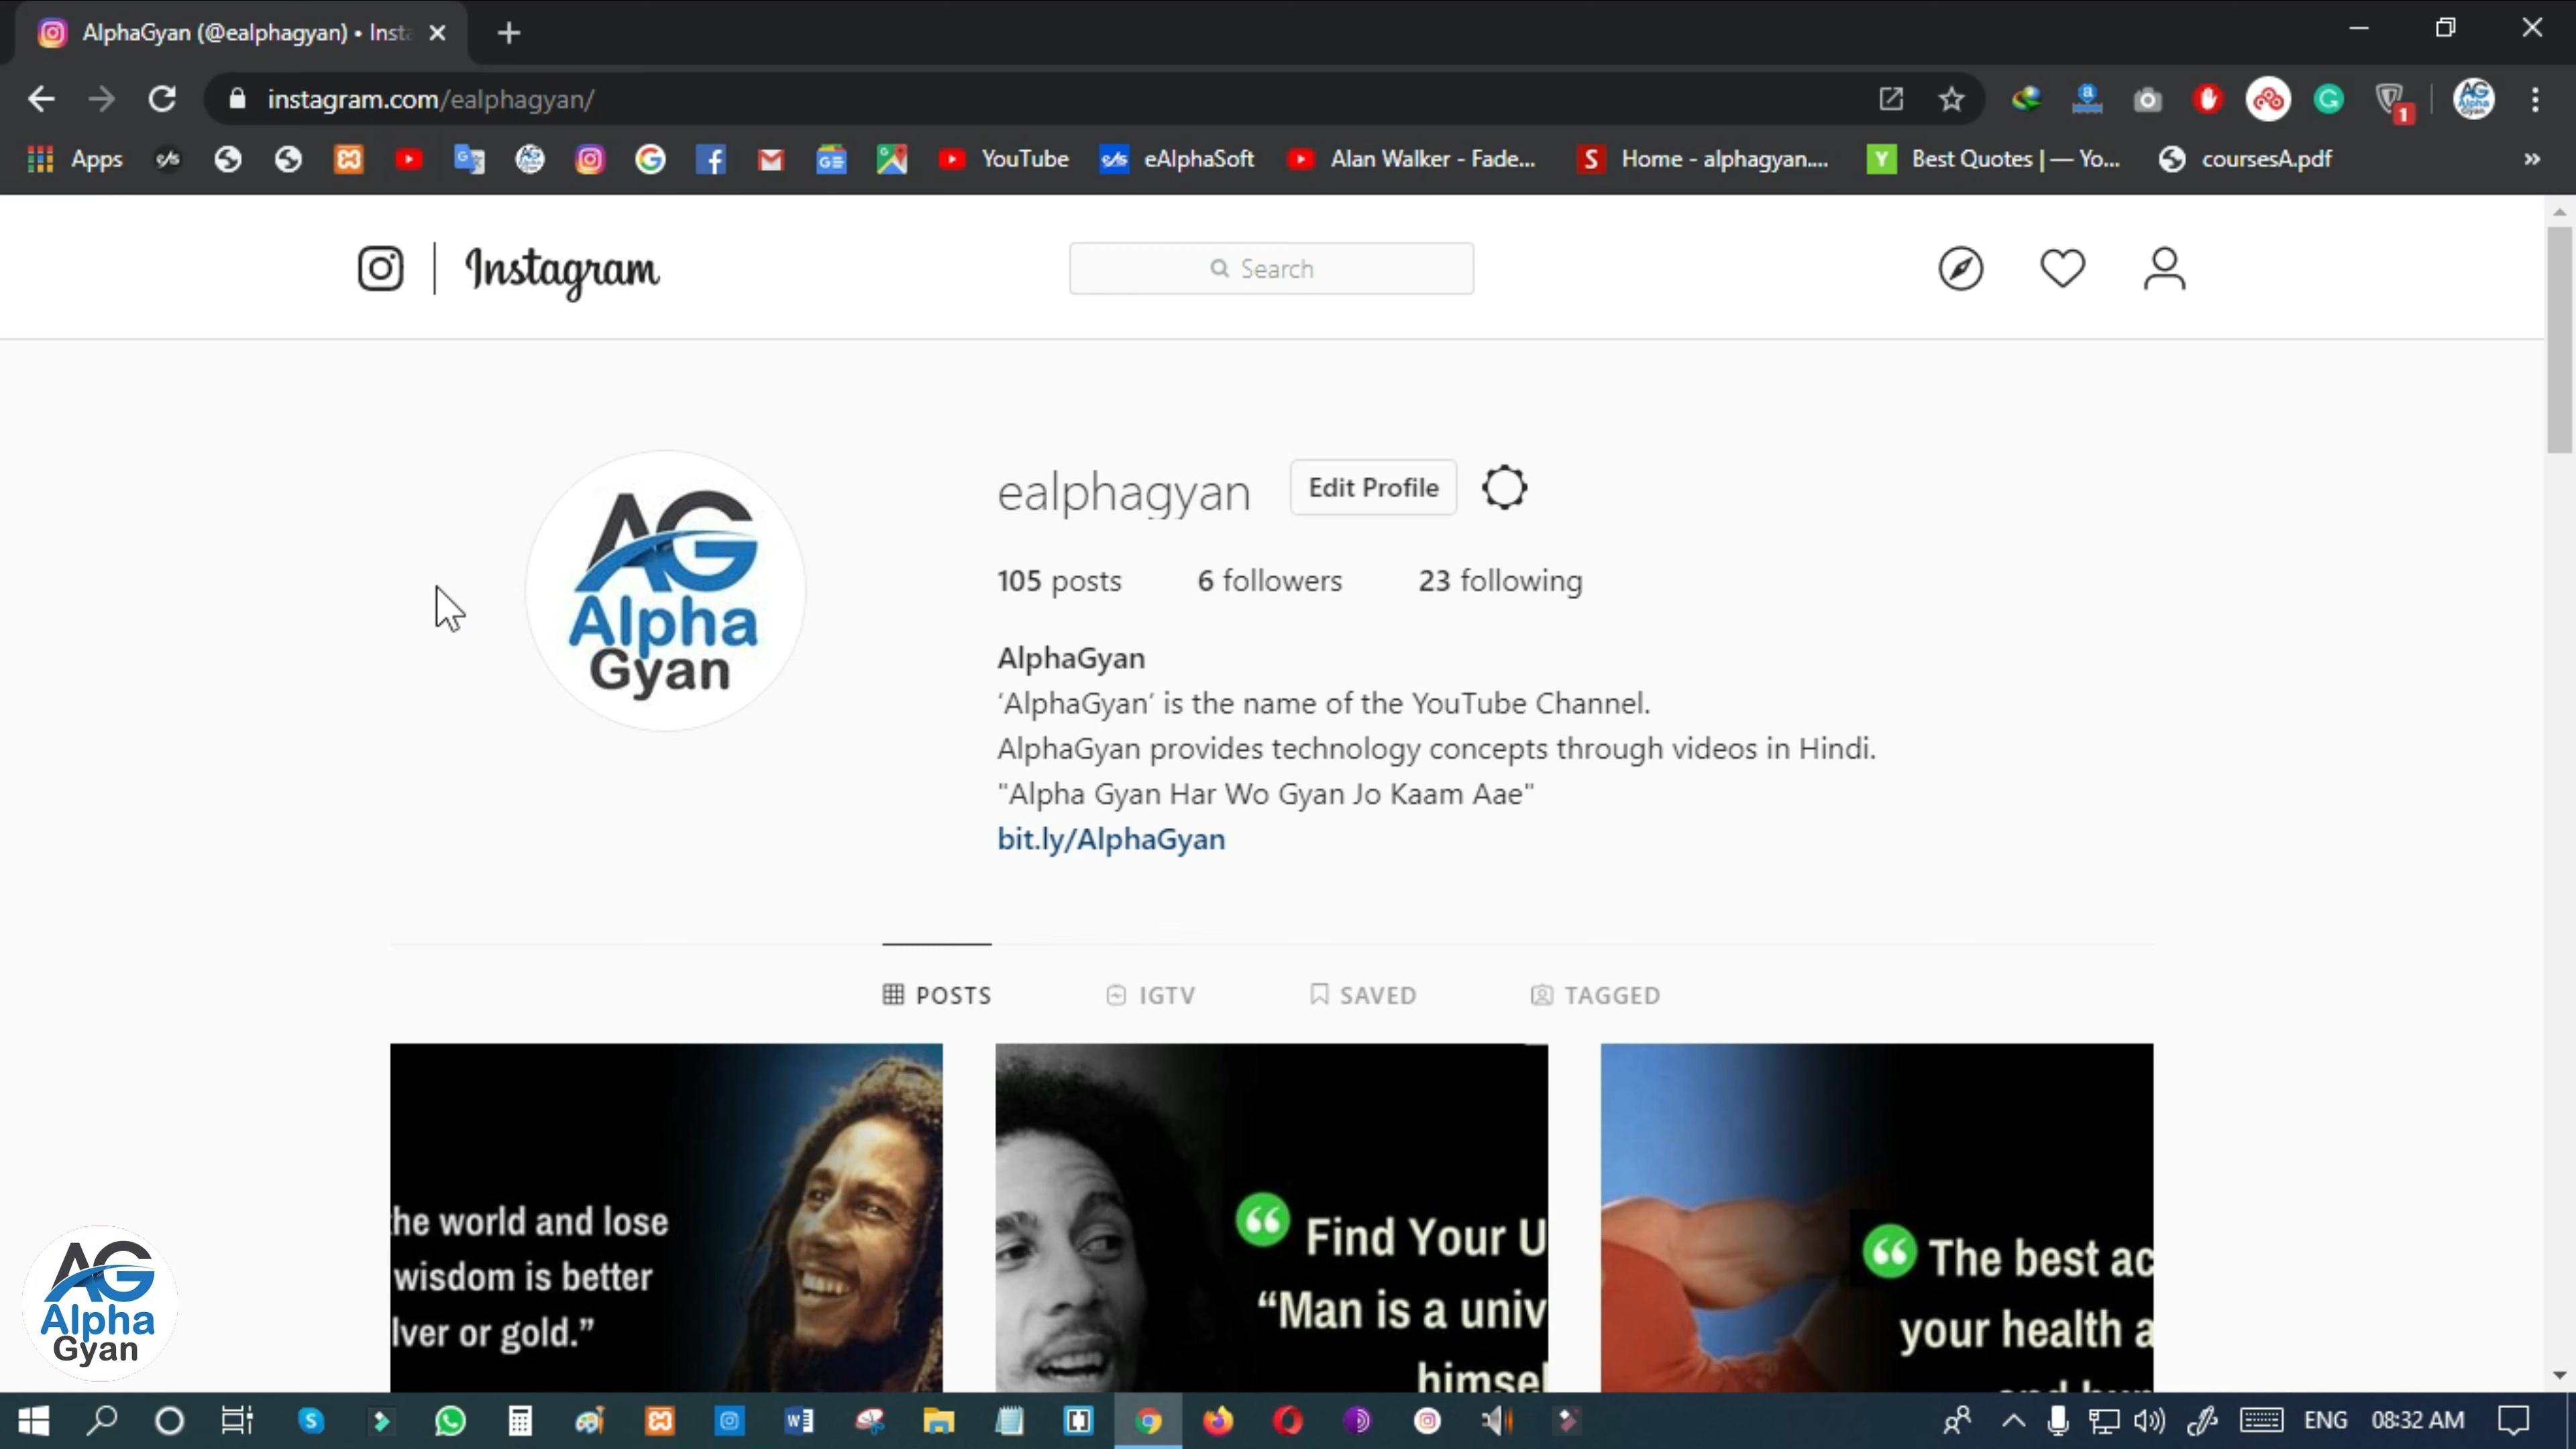 AlphaGyan (@ealphagyan) • Insta
instagram.com/ealphagyan/
1
Apps
YouTube
eAlphaSoft
Alan Walker - Fade...
Home - alphagyan....
Best Quotes | — Yo...
coursesA.pdf
Instagram
Search
ealphagyan
Edit Profile
105 posts 6 followers 23 following
AG
Alpha
Gyan
AlphaGyan
‘AlphaGyan’ is the name of the YouTube Channel.
AlphaGyan provides technology concepts through videos in Hindi.
"Alpha Gyan Har Wo Gyan Jo Kaam Aae"
bit.ly/AlphaGyan
POSTS IGTV SAVED TAGGED
the world and lose
wisdom is better
lver or gold.”
Find Your U
“Man is a univ
himsel
The best ac
your health a
AG
Alpha
Gyan
ENG 08:32 AM